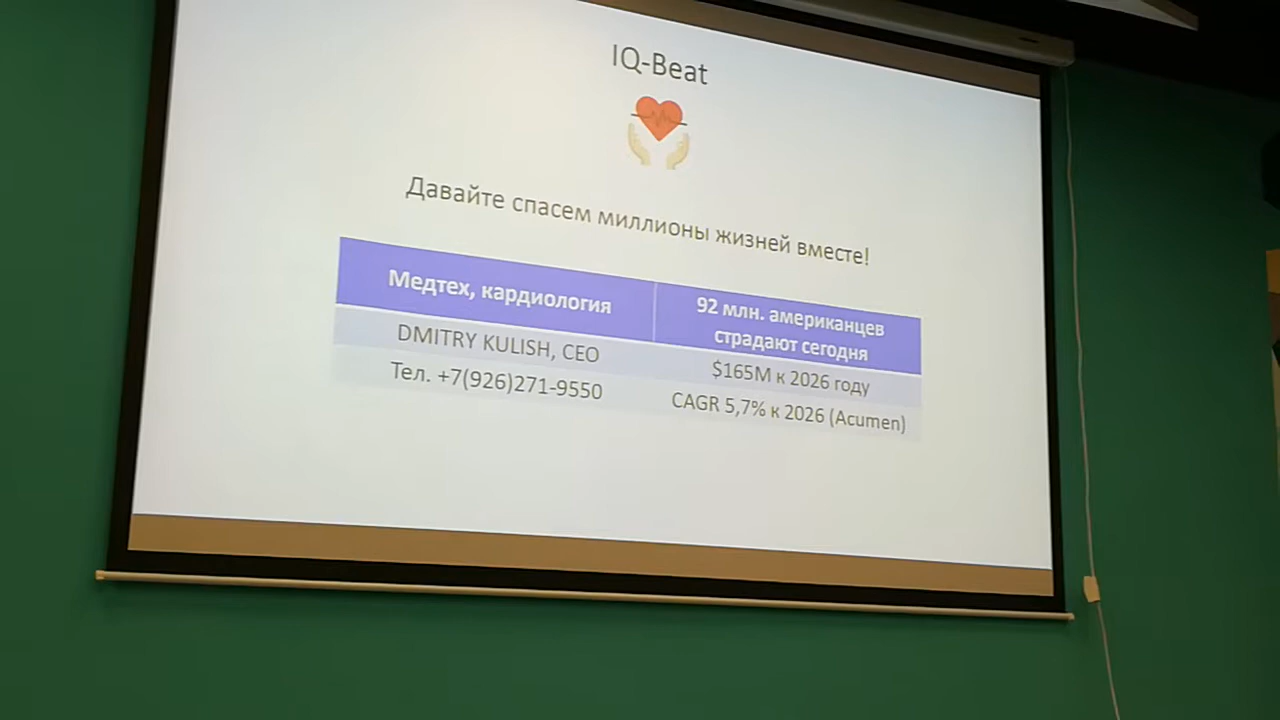 IQ-Beat
Давайте спасем миллионы жизней вместе!
Медтех, кардиология
92 млн. американцев
страдают сегодня
DMITRY KULISH, CEO
$165M к 2026 году
Тел. +7(926)271-9550
CAGR 5,7% к 2026 (Acumen)